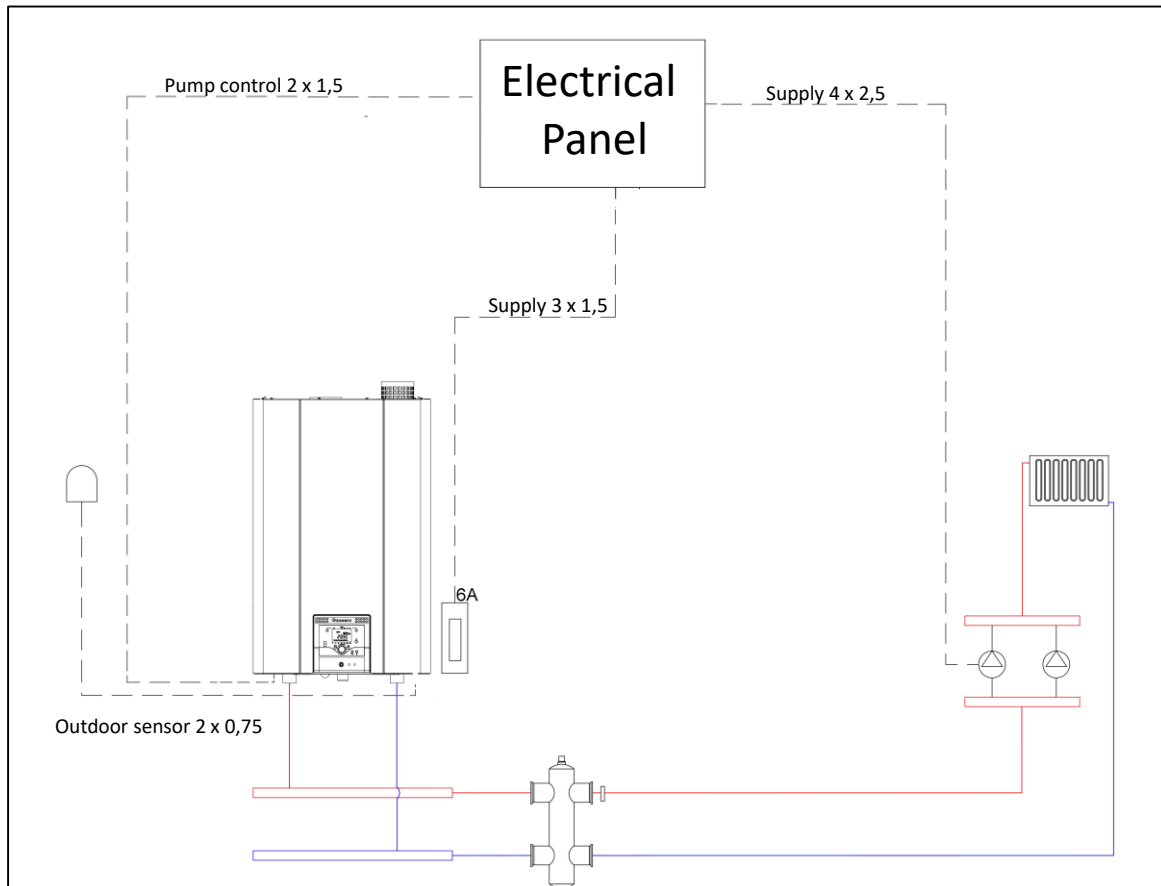 Electrical
Panel
Pump control 2 x 1,5
Supply 4 x 2,5
Supply 3 x 1,5
6A
Outdoor sensor 2 x 0,75